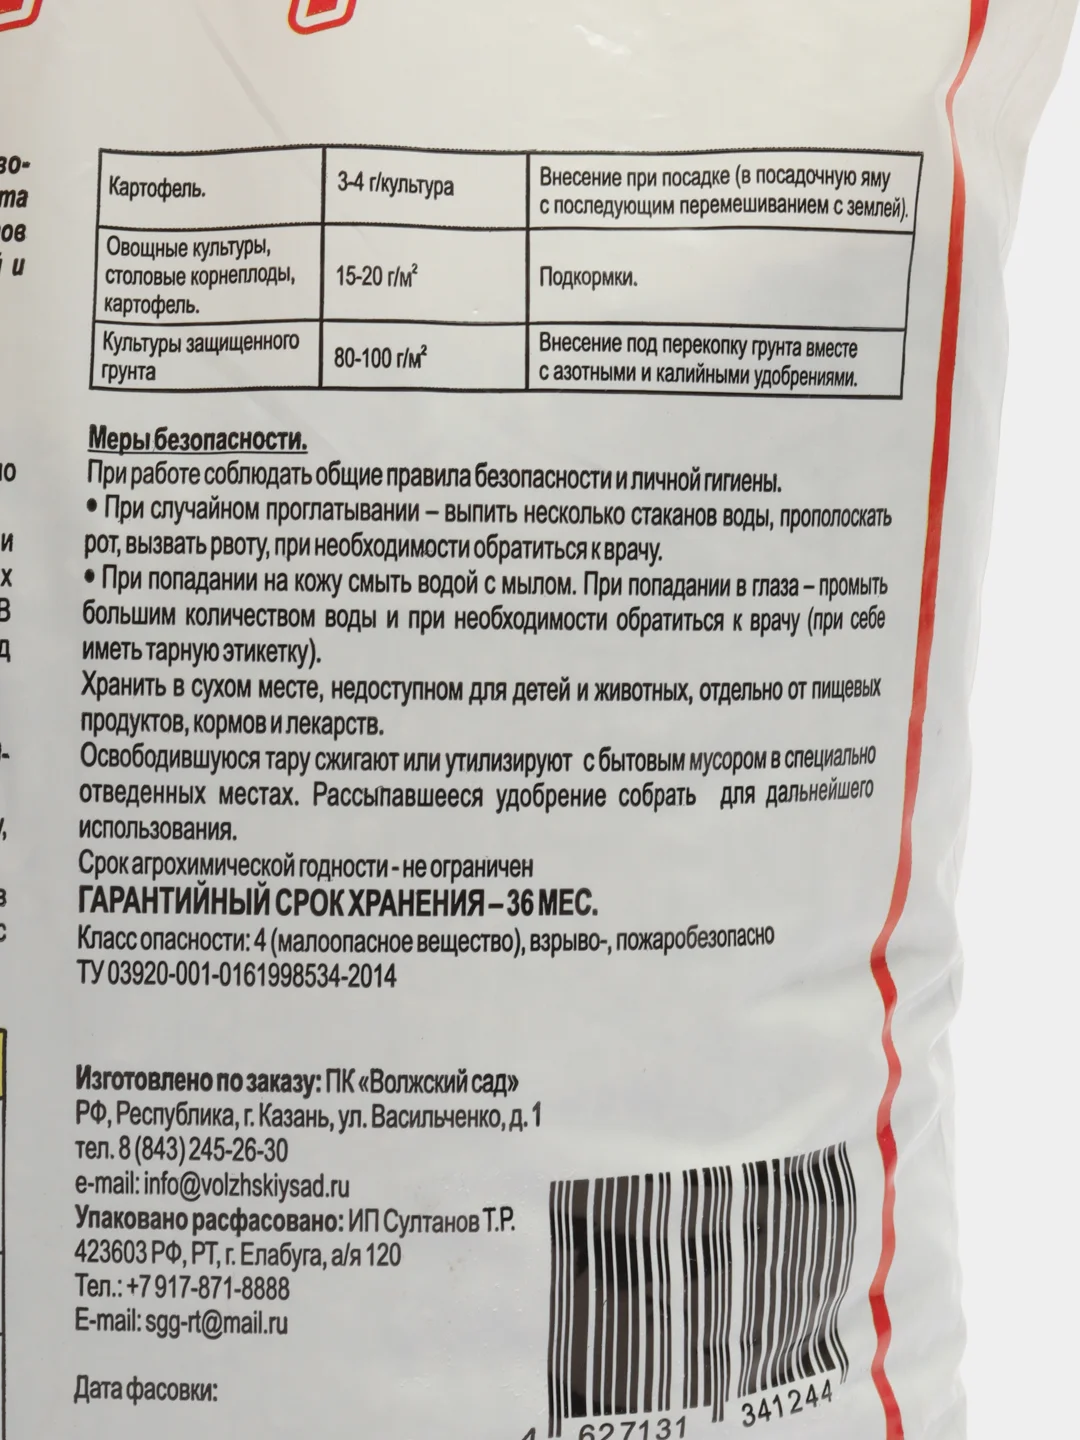 Картофель.
3-4 г/культура
Внесение при посадке (в посадочную яму
с последующим перемешиванием с землей).
Овощные культуры,
столовые корнеплоды,
картофель.
15-20 г/м²
Подкормки.
Культуры защищенного
грунта
80-100 г/м²
Внесение под перекопку грунта вместе
с азотными и калийными удобрениями.
Меры безопасности.
При работе соблюдать общие правила безопасности и личной гигиены.
• При случайном проглатывании – выпить несколько стаканов воды, прополоскать
рот, вызвать рвоту, при необходимости обратиться к врачу.
• При попадании на кожу смыть водой с мылом. При попадании в глаза – промыть
большим количеством воды и при необходимости обратиться к врачу (при себе
иметь тарную этикетку).
Хранить в сухом месте, недоступном для детей и животных, отдельно от пищевых
продуктов, кормов и лекарств.
Освободившуюся тару сжигают или утилизируют с бытовым мусором в специально
отведенных местах. Рассыпавшееся удобрение собрать для дальнейшего
использования.
Срок агрохимической годности - не ограничен
ГАРАНТИЙНЫЙ СРОК ХРАНЕНИЯ – 36 МЕС.
Класс опасности: 4 (малоопасное вещество), взрыво-, пожаробезопасно
ТУ 03920-001-0161998534-2014
Изготовлено по заказу: ПК «Волжский сад»
РФ, Республика, г. Казань, ул. Васильченко, д. 1
тел. 8 (843) 245-26-30
e-mail: info@volzhskiysad.ru
Упаковано расфасовано: ИП Султанов Т.Р.
423603 РФ, РТ, г. Елабуга, а/я 120
Тел.: +7 917-871-8888
E-mail: sgg-rt@mail.ru
Дата фасовки:
4 627131 341244